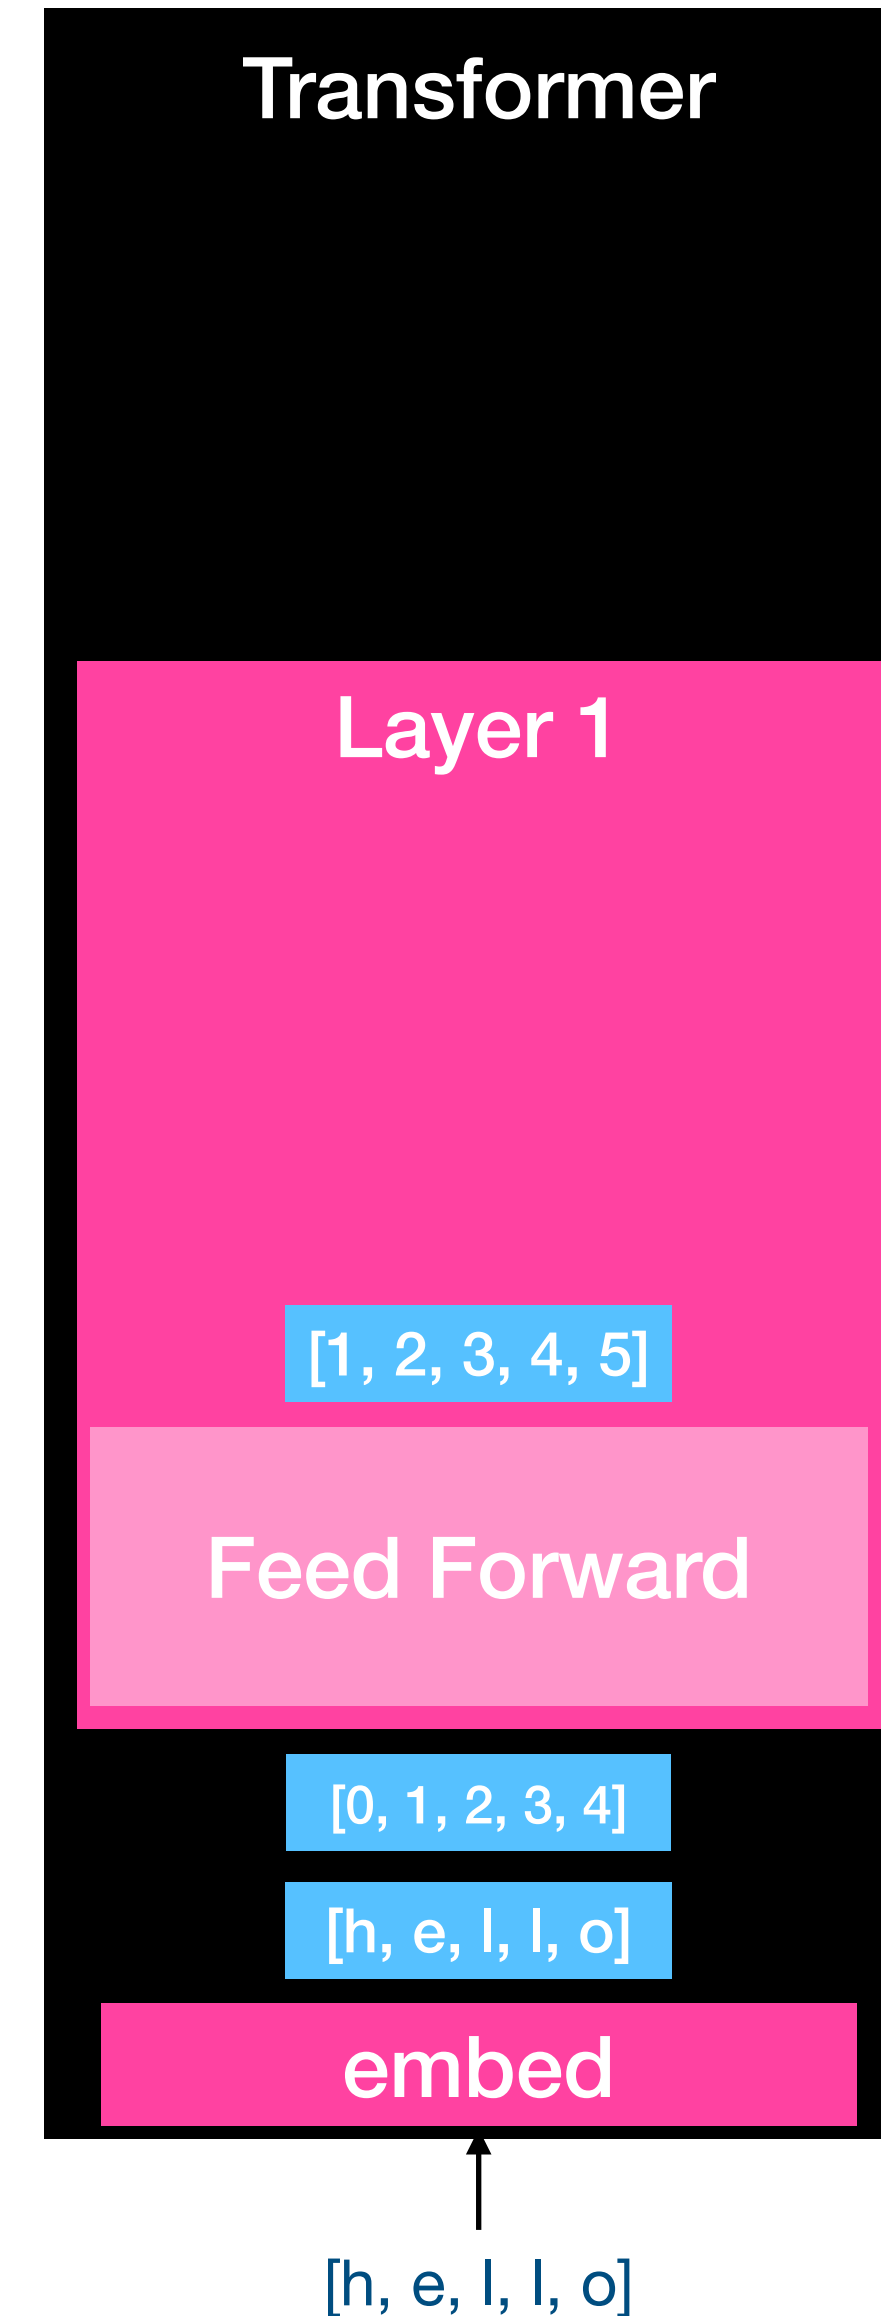 Transformer
Layer 1
[1, 2, 3, 4, 5]
Feed Forward
[0, 1, 2, 3, 4]
[h, e, l, l, o]
embed
[h, e, l, l, o]